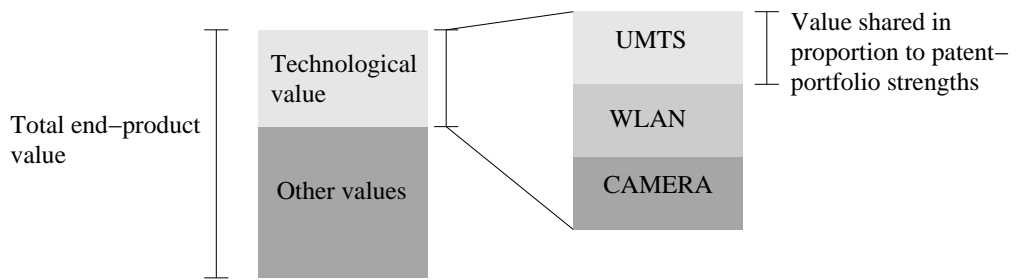 Total end−product
value
Technological
value
Other values
UMTS
WLAN
CAMERA
Value shared in
proportion to patent−
portfolio strengths